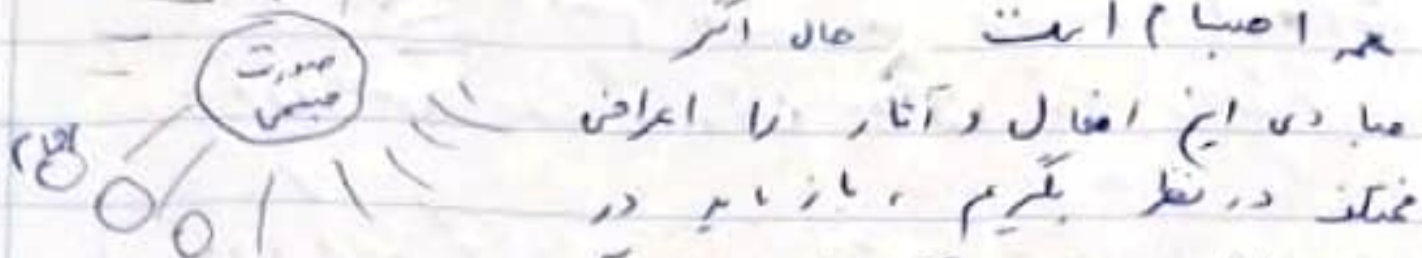 همه اجسام است حال اگر
مبادی این افعال و آثار را اعراض
مختلف در نظر بگیریم ، باز باید در
صورت
جسمی